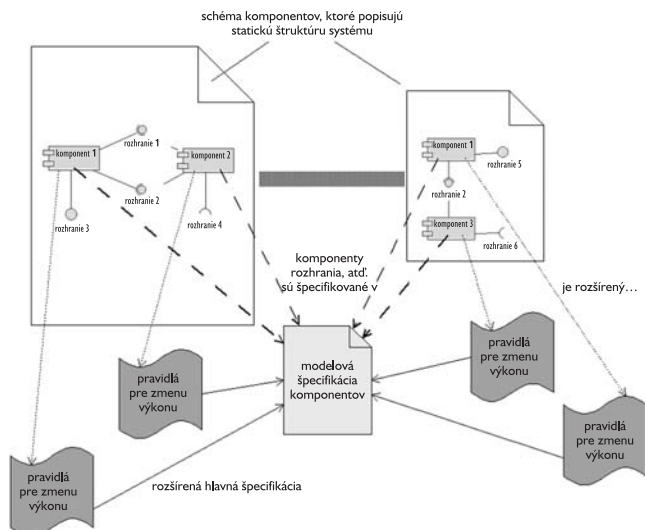 schéma komponentov, ktoré popisujú
statickú štruktúru systému
komponent 1
rozhranie 1
komponent 2
rozhranie 2
rozhranie 3
rozhranie 4
komponent 1
rozhranie 5
rozhranie 2
komponent 3
rozhranie 6
komponenty
rozhrania, atď.
sú špecifikované v
je rozšírený…
modelová
špecifikácia
komponentov
pravidlá
pre zmenu
výkonu
pravidlá
pre zmenu
výkonu
pravidlá
pre zmenu
výkonu
pravidlá
pre zmenu
výkonu
rozšírená hlavná špecifikácia